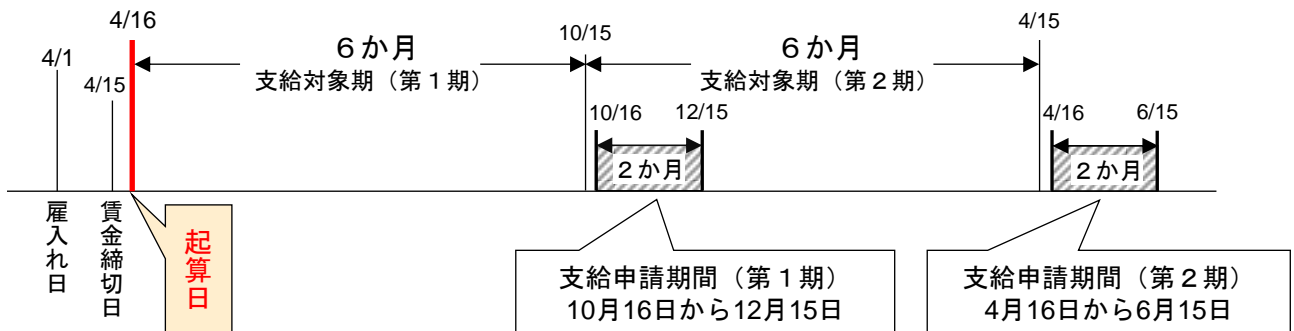 4/16
4/1
4/15
6か月
支給対象期（第1期）
10/15
6か月
支給対象期（第2期）
4/15
10/16
12/15
2か月
4/16
6/15
2か月
雇入れ日
賃金締切日
起算日
支給申請期間（第1期）
10月16日から12月15日
支給申請期間（第2期）
4月16日から6月15日